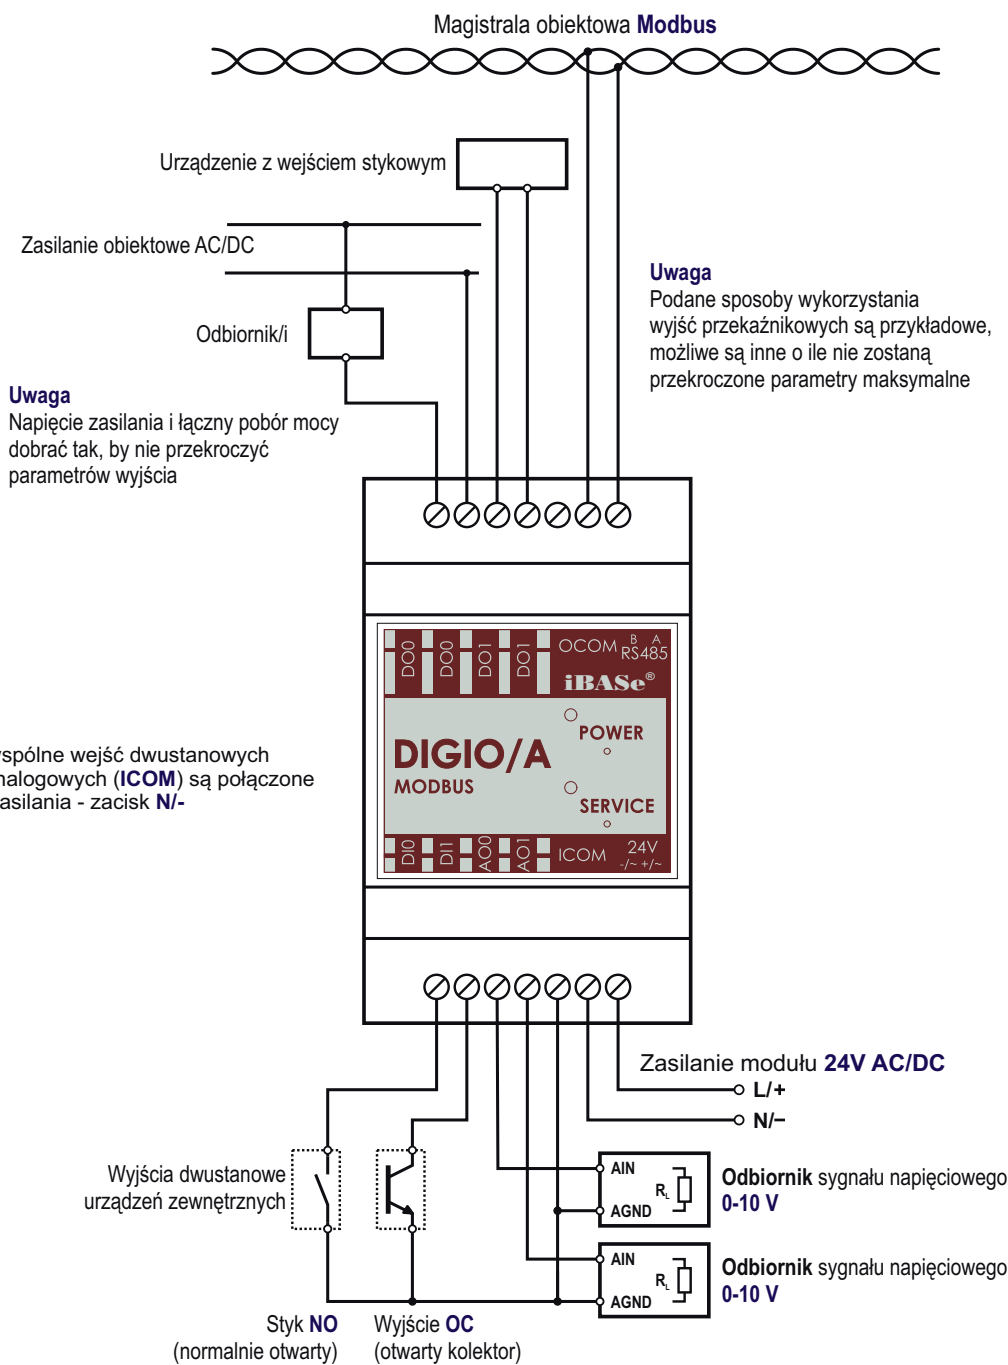 Magistrala obiektowa Modbus
Urządzenie z wejściem stykowym
Zasilanie obiektowe AC/DC
Odbiornik/i
Uwaga
Podane sposoby wykorzystania
wyjść przekaźnikowych są przykładowe,
możliwe są inne o ile nie zostaną
przekroczone parametry maksymalne
Uwaga
Napięcie zasilania i łączny pobór mocy
dobrać tak, by nie przekroczyć
parametrów wyjścia
DO0 DO0 DO1 DO1 OCOM B A
RS485
iBASe®
POWER
DIGIO/A
MODBUS
SERVICE
DI0 DI1 AO0 AO1 ICOM 24V
-/~ +/~
wspólne wejść dwustanowych
nalogowych (ICOM) są połączone
asilania - zacisk N/-
Zasilanie modułu 24V AC/DC
L/+
N/–
Wyjścia dwustanowe
urządzeń zewnętrznych
AIN
RL
AGND
Odbiornik sygnału napięciowego
0-10 V
AIN
RL
AGND
Odbiornik sygnału napięciowego
0-10 V
Styk NO
(normalnie otwarty)
Wyjście OC
(otwarty kolektor)